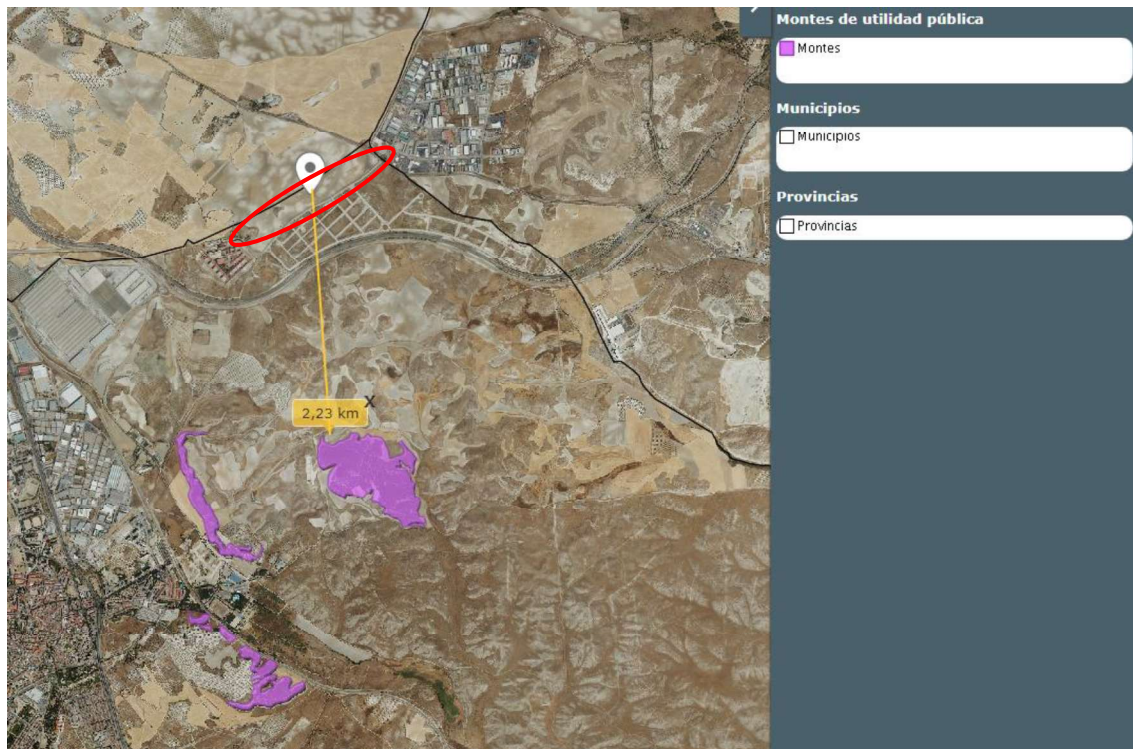 Montes de utilidad pública
Montes
Municipios
Municipios
Provincias
Provincias
2,23 km
X